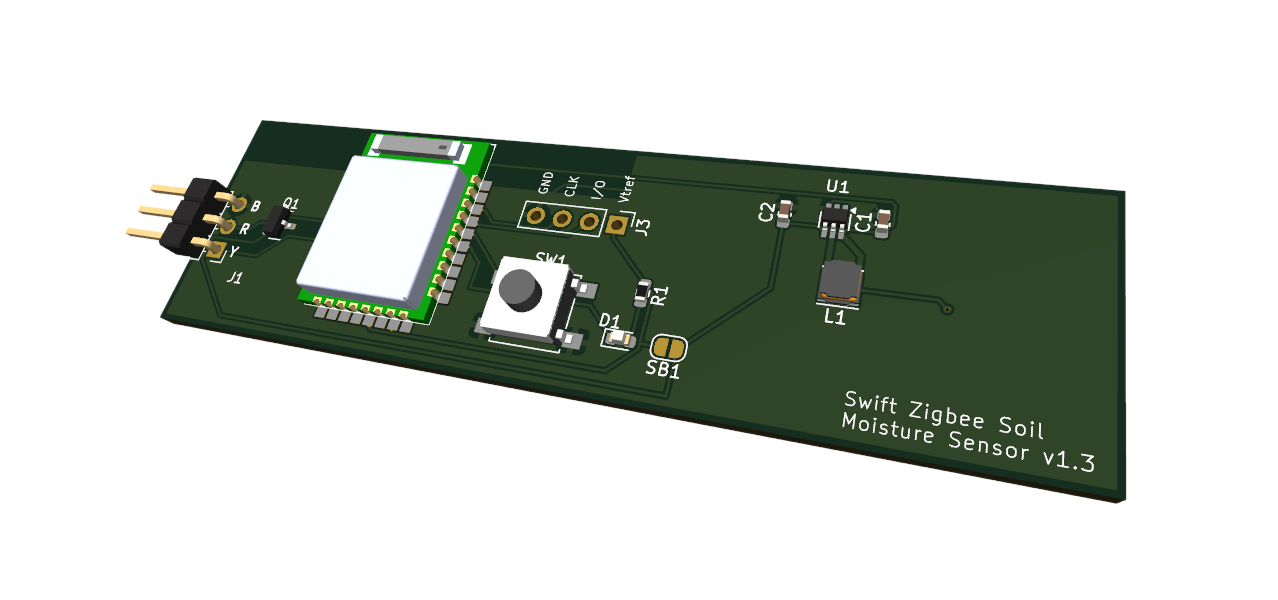 B
R
Y
J1
Q1
GND
CLK
I/O
Vtref
J3
SW1
R1
D1
SB1
C2
U1
C1
L1
Swift Zigbee Soil
Moisture Sensor v1.3